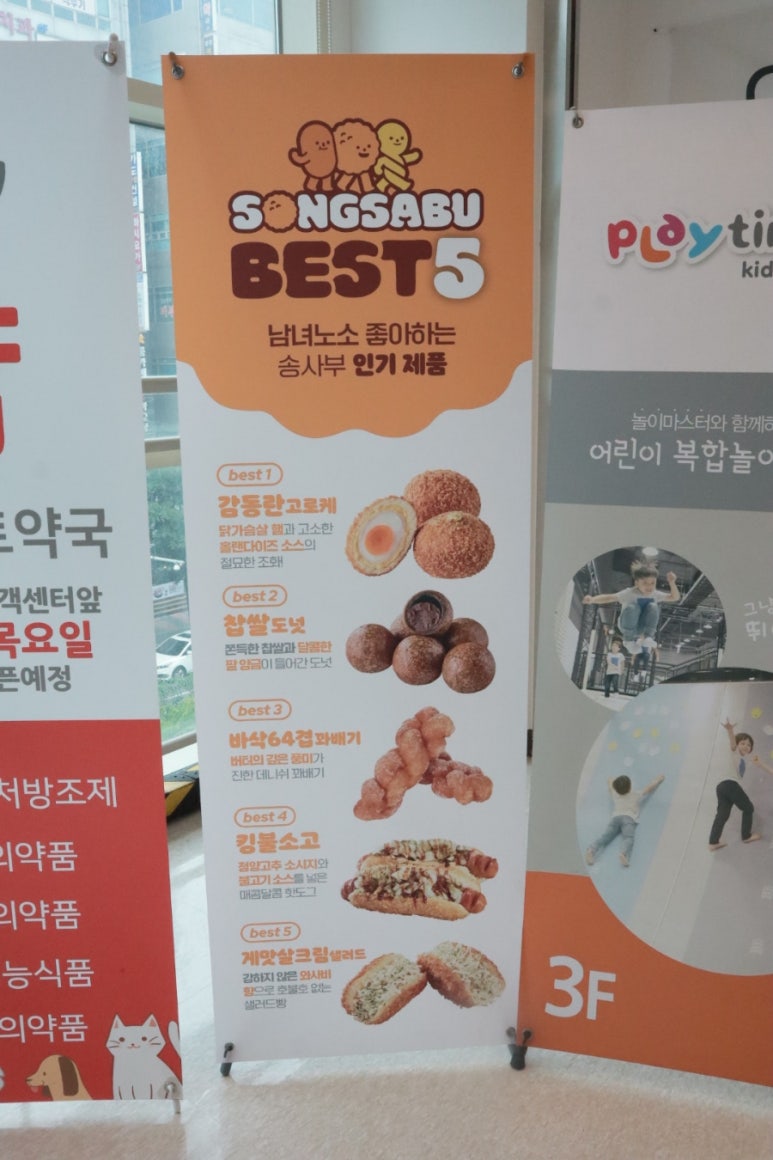 SONGSABU
BEST5
남녀노소 좋아하는
송사부 인기 제품
best 1
감동란고로케
닭가슴살 햄과 고소한
홀랜다이즈 소스의
절묘한 조화!
best 2
찹쌀도넛
쫀득한 찹쌀과 달콤한
팥 앙금이 들어간 도넛
best 3
바삭64겹꽈배기
버터의 깊은 풍미가
진한 데니쉬 꽈배기
best 4
킹불소고
청양고추 소시지와
불고기 소스를 넣은
매콤달콤 핫도그
best 5
게맛살크림샐러드
강하지 않은 와사비
향으로 호불호 없는
샐러드빵
약국
객센터앞
목요일
픈예정
처방조제
의약품
의약품
능식품
의약품
play
kid
놀이마스터와 함께하
어린이 복합놀이
그냥
뛰
3F